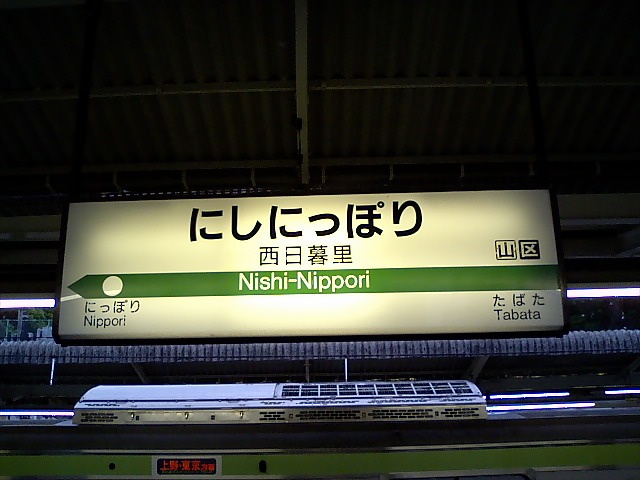 にしにっぽり
西日暮里
山区
Nishi-Nippori
にっぽり
Nippori
たばた
Tabata
上野・東京方面